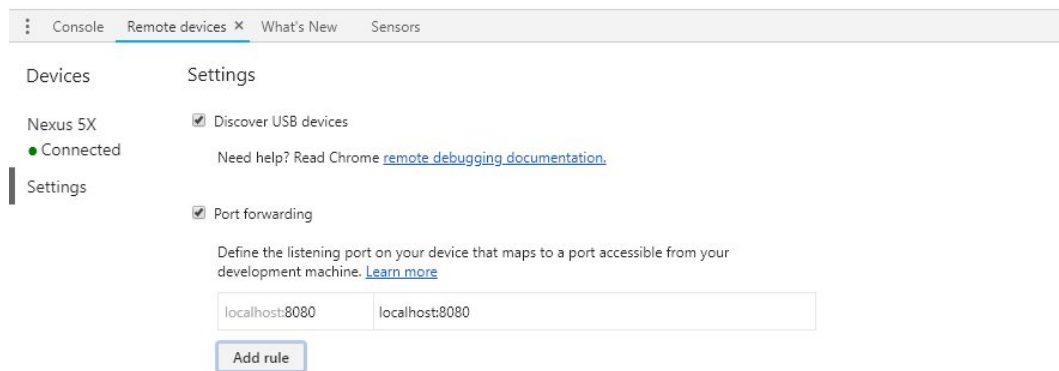 Console Remote devices × What's New Sensors
Devices
Settings
Nexus 5X
Connected
Settings
Discover USB devices
Need help? Read Chrome remote debugging documentation.
Port forwarding
Define the listening port on your device that maps to a port accessible from your
development machine. Learn more
localhost:8080 localhost:8080
Add rule